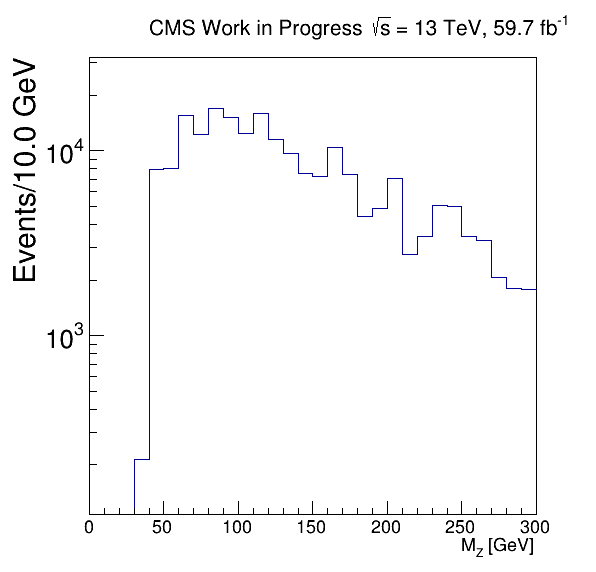 CMS Work in Progress √s = 13 TeV, 59.7 fb⁻¹
Events/10.0 GeV
10⁴
10³
0 50 100 150 200 250 300
M_Z [GeV]